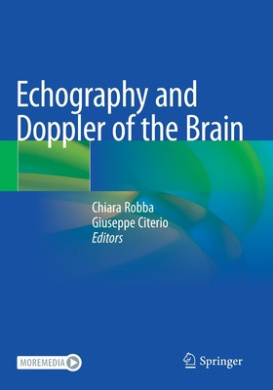 Echography and
Doppler of the Brain
Chiara Robba
Giuseppe Citerio
Editors
MOREMEDIA
Springer